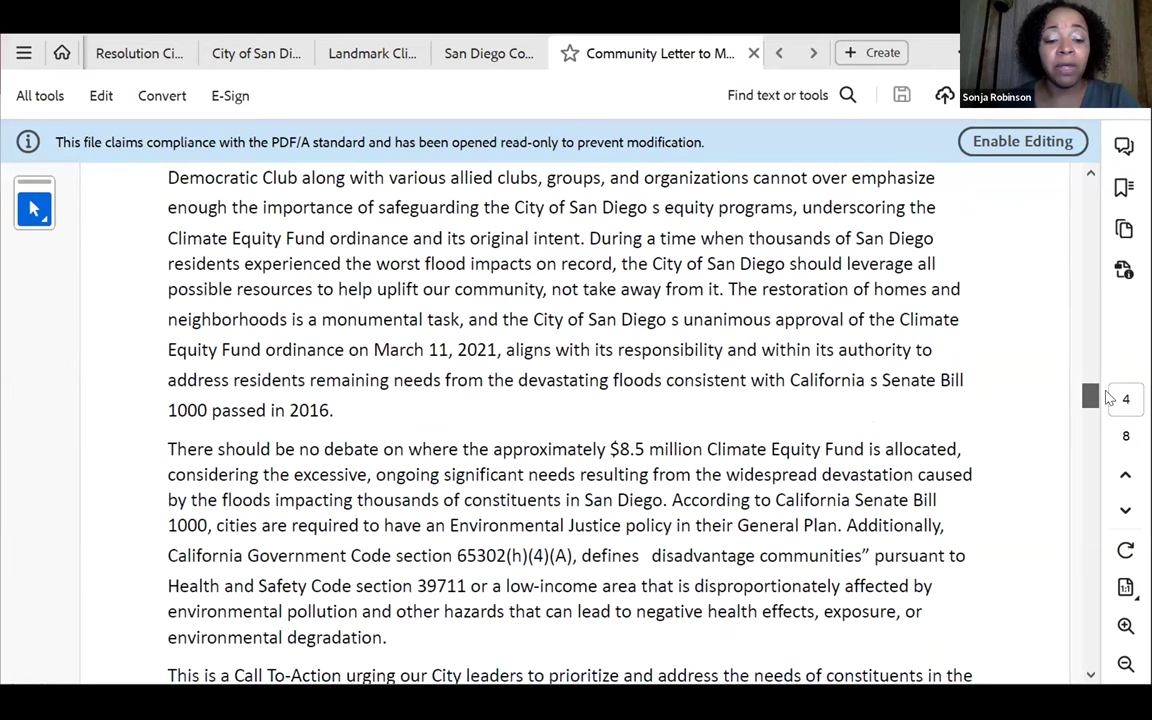 Resolution Ci...
City of San Di...
Landmark Cli...
San Diego Co...
Community Letter to M...
Create
All tools
Edit
Convert
E-Sign
Find text or tools
Sonja Robinson
This file claims compliance with the PDF/A standard and has been opened read-only to prevent modification.
Enable Editing
Democratic Club along with various allied clubs, groups, and organizations cannot over emphasize
enough the importance of safeguarding the City of San Diego s equity programs, underscoring the
Climate Equity Fund ordinance and its original intent. During a time when thousands of San Diego
residents experienced the worst flood impacts on record, the City of San Diego should leverage all
possible resources to help uplift our community, not take away from it. The restoration of homes and
neighborhoods is a monumental task, and the City of San Diego s unanimous approval of the Climate
Equity Fund ordinance on March 11, 2021, aligns with its responsibility and within its authority to
address residents remaining needs from the devastating floods consistent with California s Senate Bill
1000 passed in 2016.
There should be no debate on where the approximately $8.5 million Climate Equity Fund is allocated,
considering the excessive, ongoing significant needs resulting from the widespread devastation caused
by the floods impacting thousands of constituents in San Diego. According to California Senate Bill
1000, cities are required to have an Environmental Justice policy in their General Plan. Additionally,
California Government Code section 65302(h)(4)(A), defines disadvantage communities” pursuant to
Health and Safety Code section 39711 or a low-income area that is disproportionately affected by
environmental pollution and other hazards that can lead to negative health effects, exposure, or
environmental degradation.
This is a Call To-Action urging our City leaders to prioritize and address the needs of constituents in the
4
8
1:1